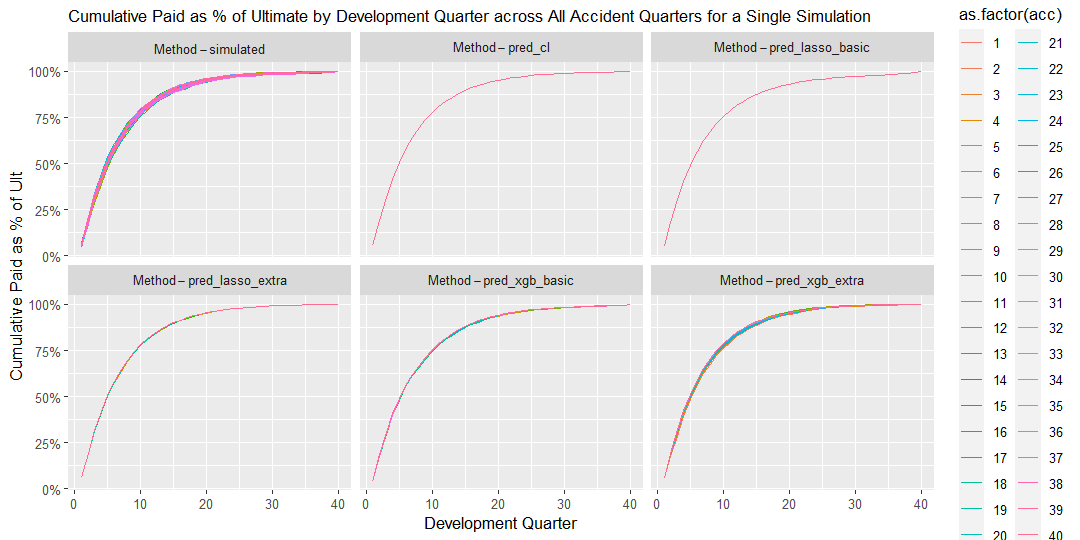 Cumulative Paid as % of Ultimate by Development Quarter across All Accident Quarters for a Single Simulation
Method – simulated
Method – pred_cl
Method – pred_lasso_basic
100%
75%
50%
25%
0%
Method – pred_lasso_extra
Method – pred_xgb_basic
Method – pred_xgb_extra
100%
75%
50%
25%
0%
0 10 20 30 40
0 10 20 30 40
0 10 20 30 40
Development Quarter
Cumulative Paid as % of Ult
as.factor(acc)
1 21
2 22
3 23
4 24
5 25
6 26
7 27
8 28
9 29
10 30
11 31
12 32
13 33
14 34
15 35
16 36
17 37
18 38
19 39
20 40